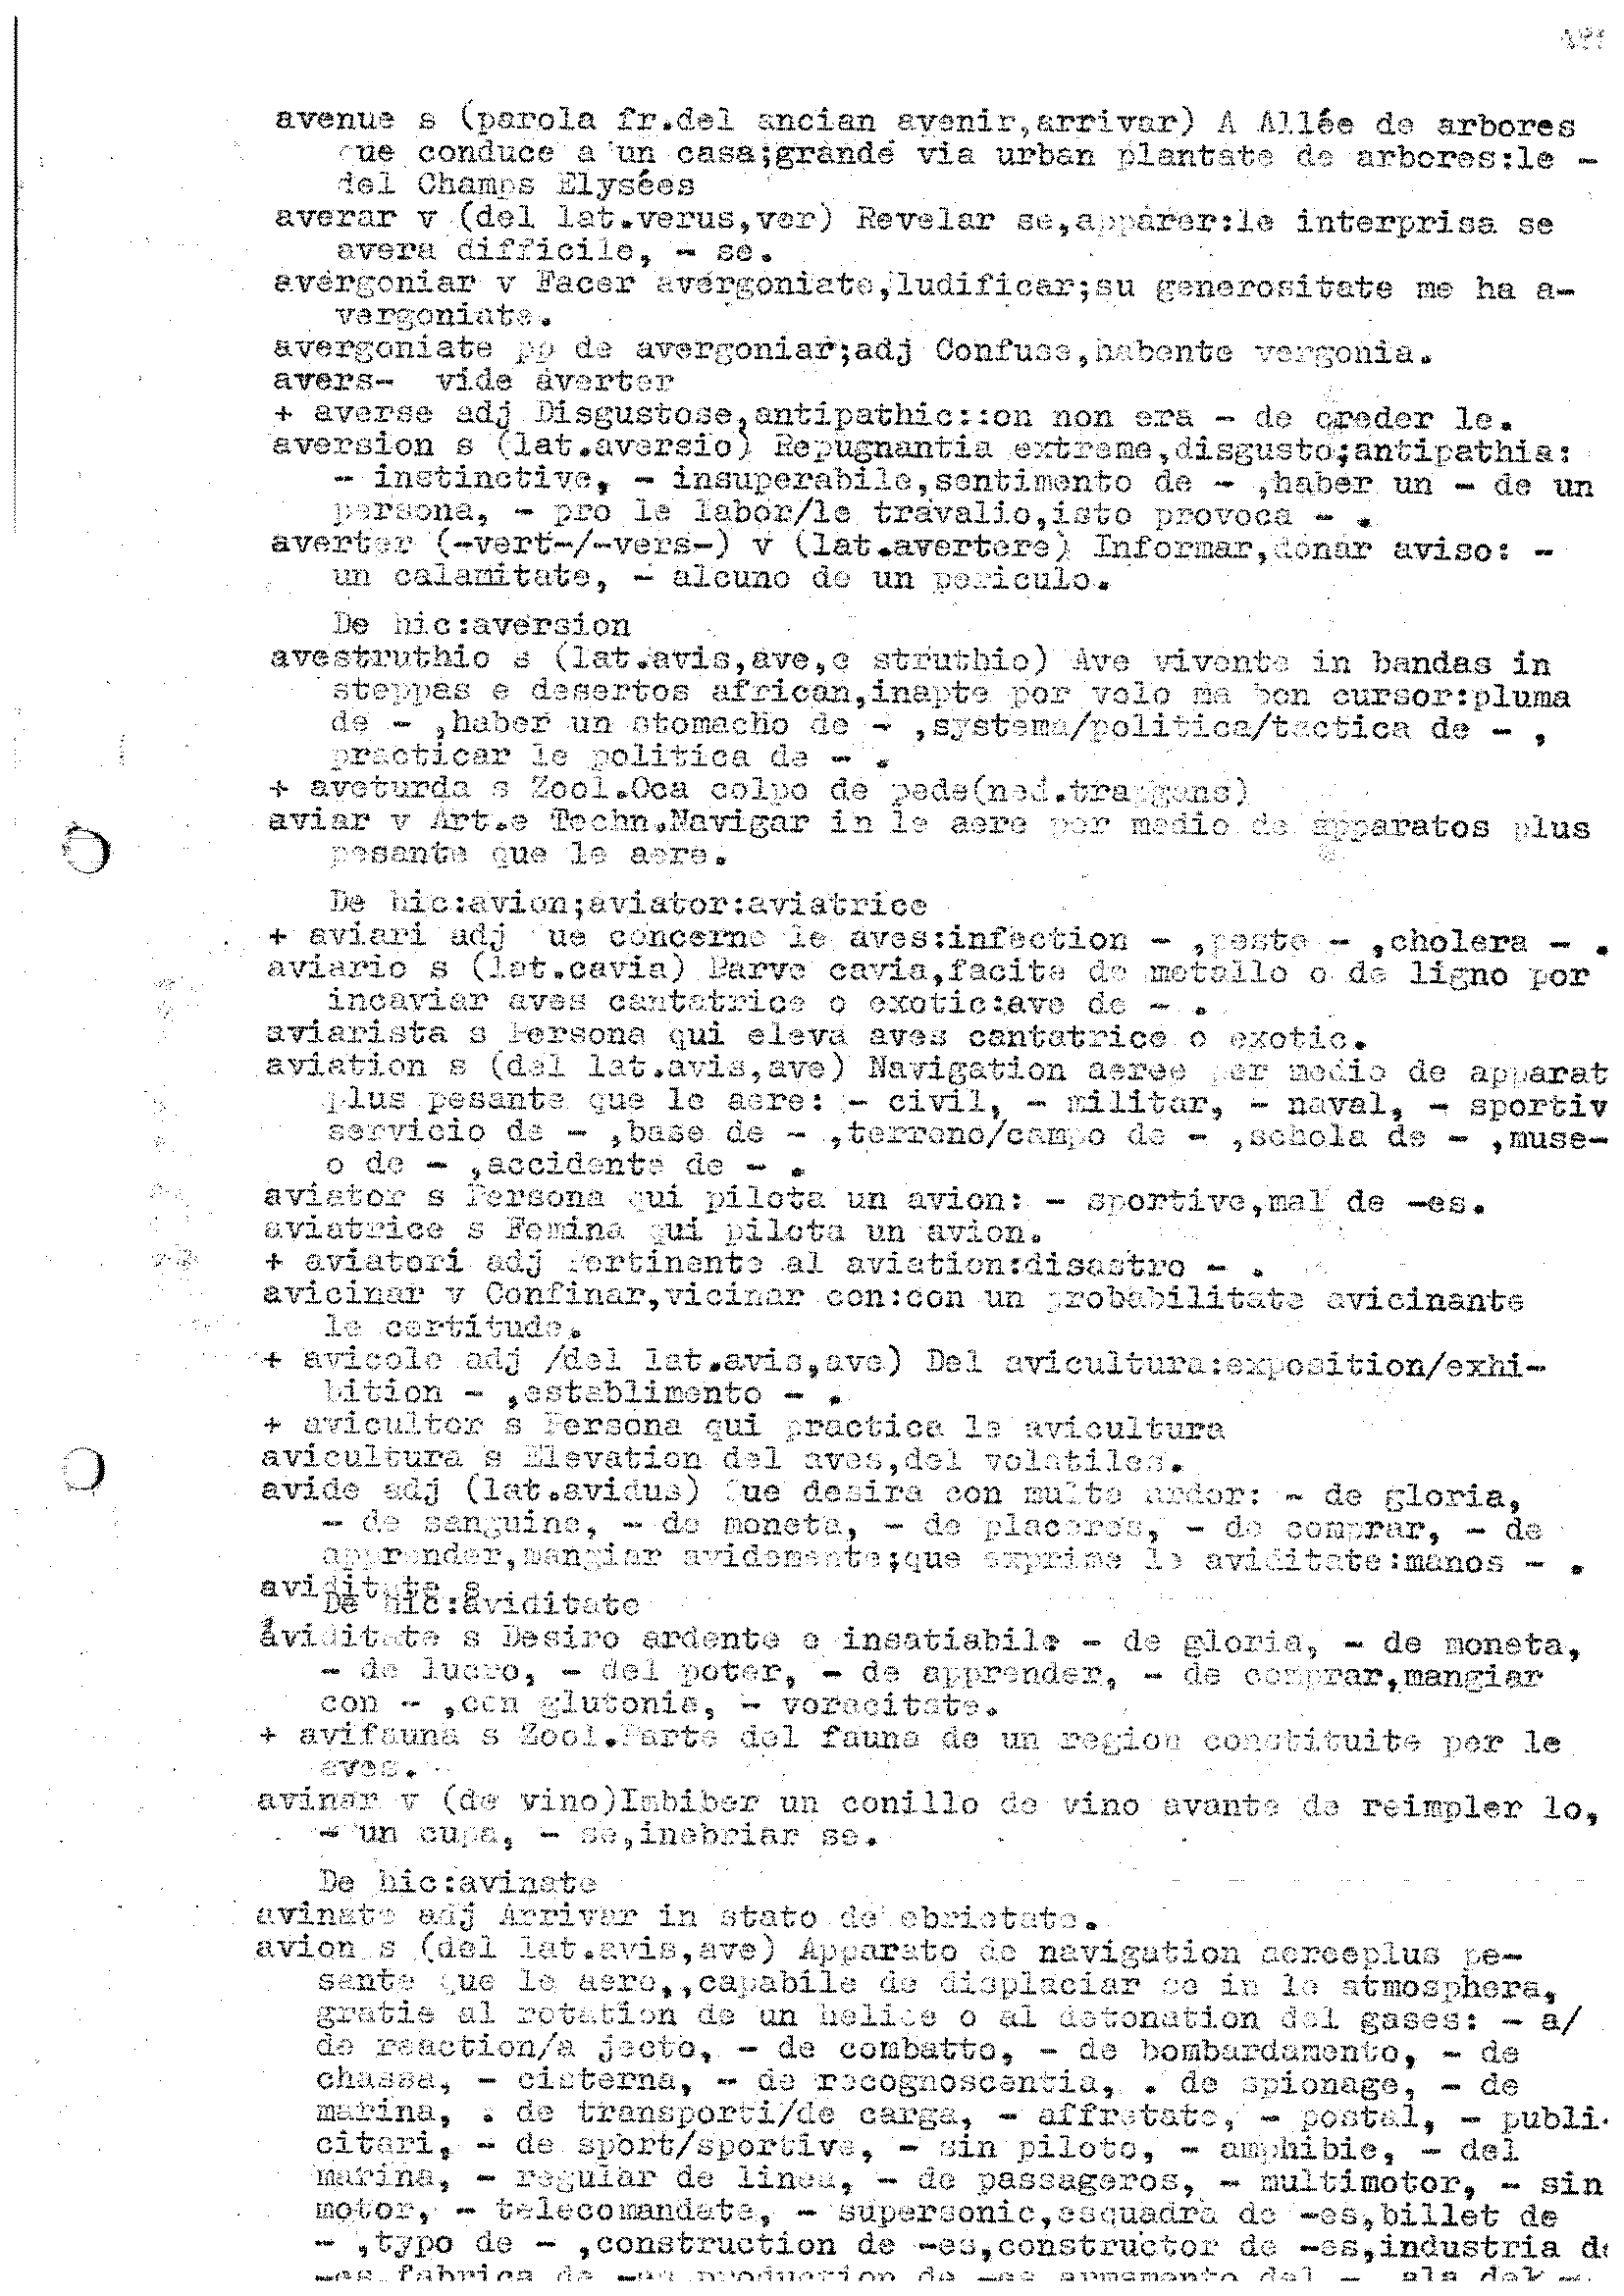 avenue s (parola fr.del ancian avenir,arrivar) A Allée de arbores
ue conduce a un casa;grande via urban plantate de arbores:le -
del Champs Elysées
averar v (del lat.verus,ver) Revelar se,apparer:le interprisa se
avera difficile, - se.
avergoniar v Facer avergoniate,ludificar;su generositate me ha a-
vergoniate.
avergoniate pp de avergoniar;adj Confuse,habente vergonia.
avers- vide averter
+ averse adj Disgustose,antipathic::on non era - de creder le.
aversion s (lat.aversio) Repugnantia extreme,disgusto;antipathia:
- instinctive, - insuperabile,sentimento de - ,haber un - de un
persona, - pro le labor/le travalio,isto provoca - .
averter (-vert-/-vers-) v (lat.avertere) Informar,donar aviso: -
un calamitate, - alcuno de un periculo.
De hic:aversion
avestruthio s (lat.avis,ave,e struthio) Ave vivente in bandas in
steppas e desertos african,inapte por volo ma bon cursor:pluma
de - ,haber un stomacho de - ,systema/politica/tactica de - ,
practicar le politica de - .
+ aveturda s Zool.Oca colpo de pede(ned.trapgans)
aviar v Art.e Techn.Navigar in le aere per medio de apparatos plus
pesante que le aere.
De hic:avion;aviator:aviatrice
+ aviari adj ue concerne le aves:infection - ,peste - ,cholera - .
aviario s (lat.cavia) Parve cavia,facite de metallo o de ligno por
incaviar aves cantatrice o exotic:ave de - .
aviarista s Persona qui eleva aves cantatrice o exotic.
aviation s (del lat.avis,ave) Navigation aeree per medio de apparat
plus pesante que le aere: - civil, - militar, - naval, - sportiv
servicio de - ,base de - ,terreno/campo de - ,schola de - ,muse-
o de - ,accidente de - .
aviator s Persona qui pilota un avion: - sportive,mal de -es.
aviatrice s Femina qui pilota un avion.
+ aviatori adj Pertinente al aviation:disastro - .
avicinar v Confinar,vicinar con:con un probabilitate avicinante
le certitude.
+ avicole adj /del lat.avis,ave) Del avicultura:exposition/exhi-
bition - ,establimento - .
+ avicultor s Persona qui practica le avicultura
avicultura s Elevation del aves,del volatiles.
avide adj (lat.avidus) Que desira con multe ardor: - de gloria,
- de sanguine, - de moneta, - de placeres, - de comprar, - de
apprender,mangiar avidemente;que exprime le aviditate:manos - .
aviditate s
De hic:aviditate
aviditate s Desiro ardente e insatiabile - de gloria, - de moneta,
- de lucro, - del poter, - de apprender, - de comprar,mangiar
con - ,con glutonia, - voracitate.
+ avifauna s Zool.Parte del fauna de un region constituite per le
aves.
avinar v (de vino)Imbiber un conillo de vino avante de reimpler lo,
- un cupa, - se,inebriar se.
De hic:avinate
avinate adj Arrivar in stato de ebrietate.
avion s (del lat.avis,ave) Apparato de navigation aereeplus pe-
sante que le aere,,capabile de displaciar se in le atmosphera,
gratie al rotation de un helice o al detonation del gases: - a/
de reaction/a jecto, - de combatto, - de bombardamento, - de
chassa, - cisterna, - de recognoscentia, . de spionage, - de
marina, . de transporti/de carga, - affretate, - postal, - publi-
citari, - de sport/sportive, - sin piloto, - amphibie, - del
marina, - regular de linea, - de passageros, - multimotor, - sin
motor, - telecomandate, - supersonic,esquadra de -es,billet de
- ,typo de - ,construction de -es,constructor de -es,industria de
-es,fabrica de -es production de -es armamento del - ala del -